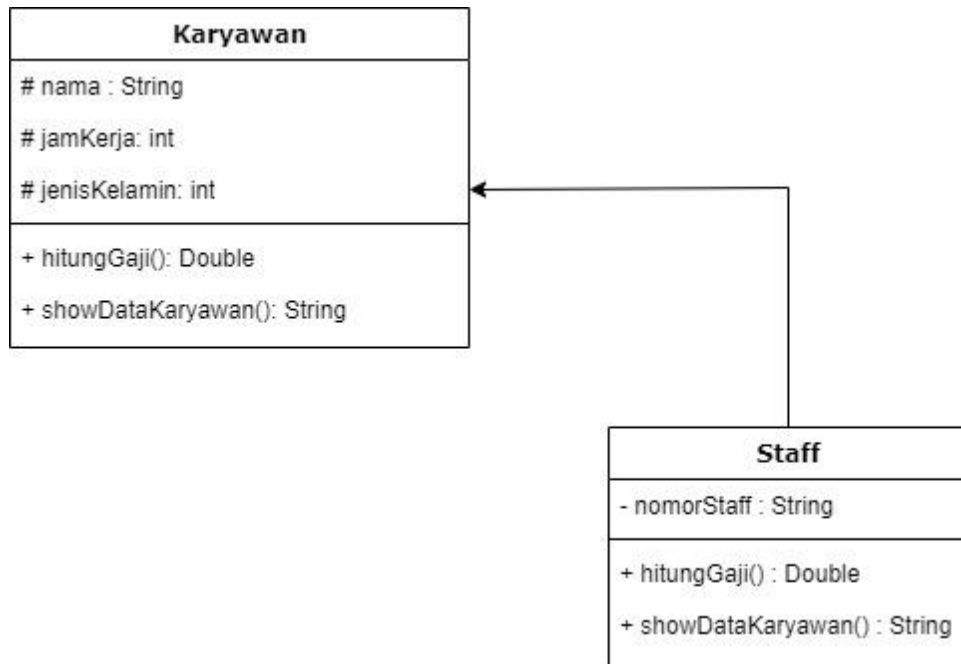 Karyawan
# nama : String
# jamKerja: int
# jenisKelamin: int
+ hitungGaji(): Double
+ showDataKaryawan(): String
Staff
- nomorStaff : String
+ hitungGaji() : Double
+ showDataKaryawan() : String